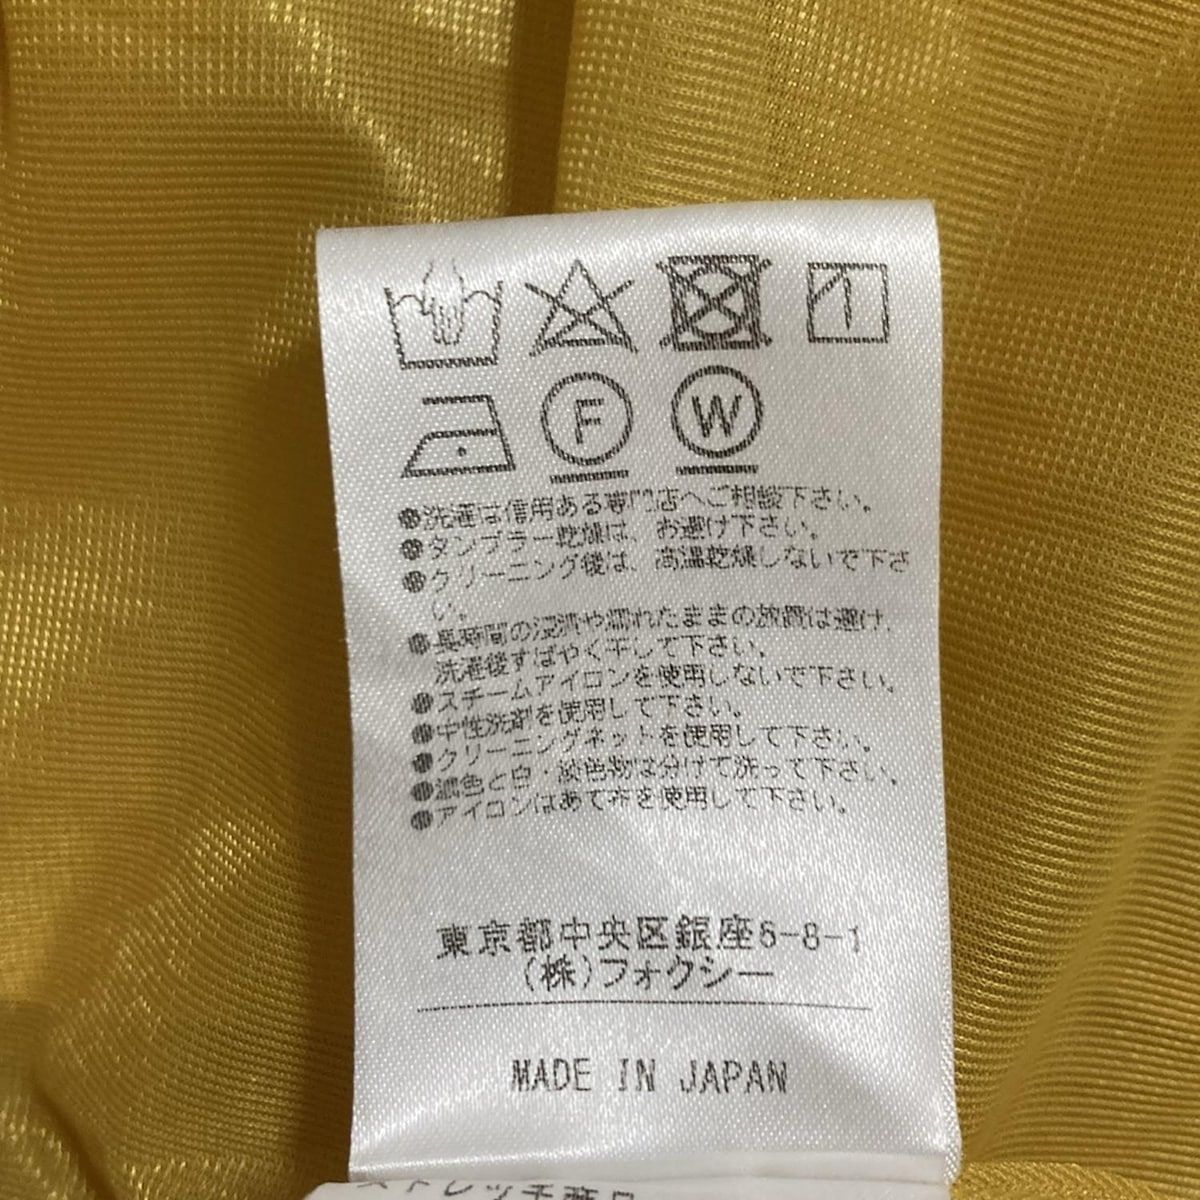 F W
●洗濯は信用ある専門店へご相談下さい。
●タンブラー乾燥は、お避け下さい。
●クリーニング後は、高温乾燥しないで下さ
い。
●長時間の浸漬や濡れたままの放置は避け、
洗濯後すばやく干して下さい。
●スチームアイロンを使用しないで下さい。
●中性洗剤を使用して下さい。
●クリーニングネットを使用して下さい。
●濃色と白・淡色物は分けて洗って下さい。
●アイロンはあて布を使用して下さい。
東京都中央区銀座6-8-1
(株)フォクシー
MADE IN JAPAN
ストレッチ商品